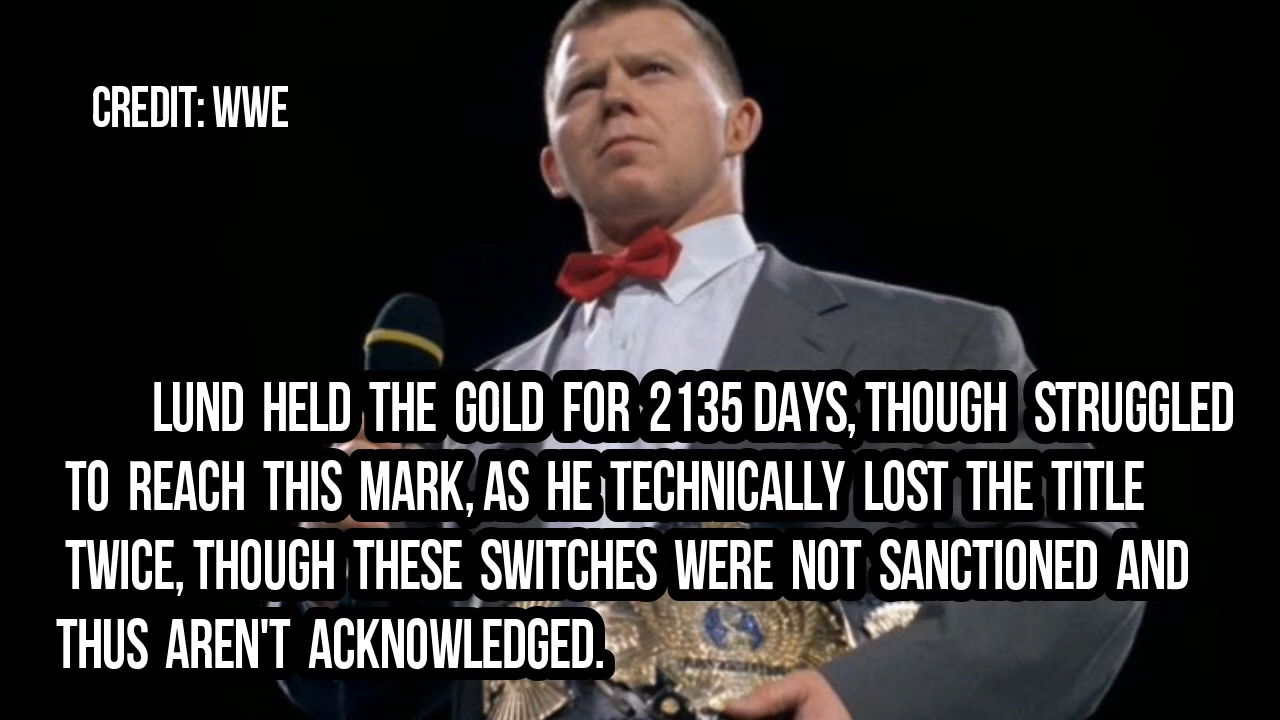 CREDIT: WWE
LUND HELD THE GOLD FOR 2135 DAYS, THOUGH STRUGGLED
TO REACH THIS MARK, AS HE TECHNICALLY LOST THE TITLE
TWICE, THOUGH THESE SWITCHES WERE NOT SANCTIONED AND
THUS AREN'T ACKNOWLEDGED.